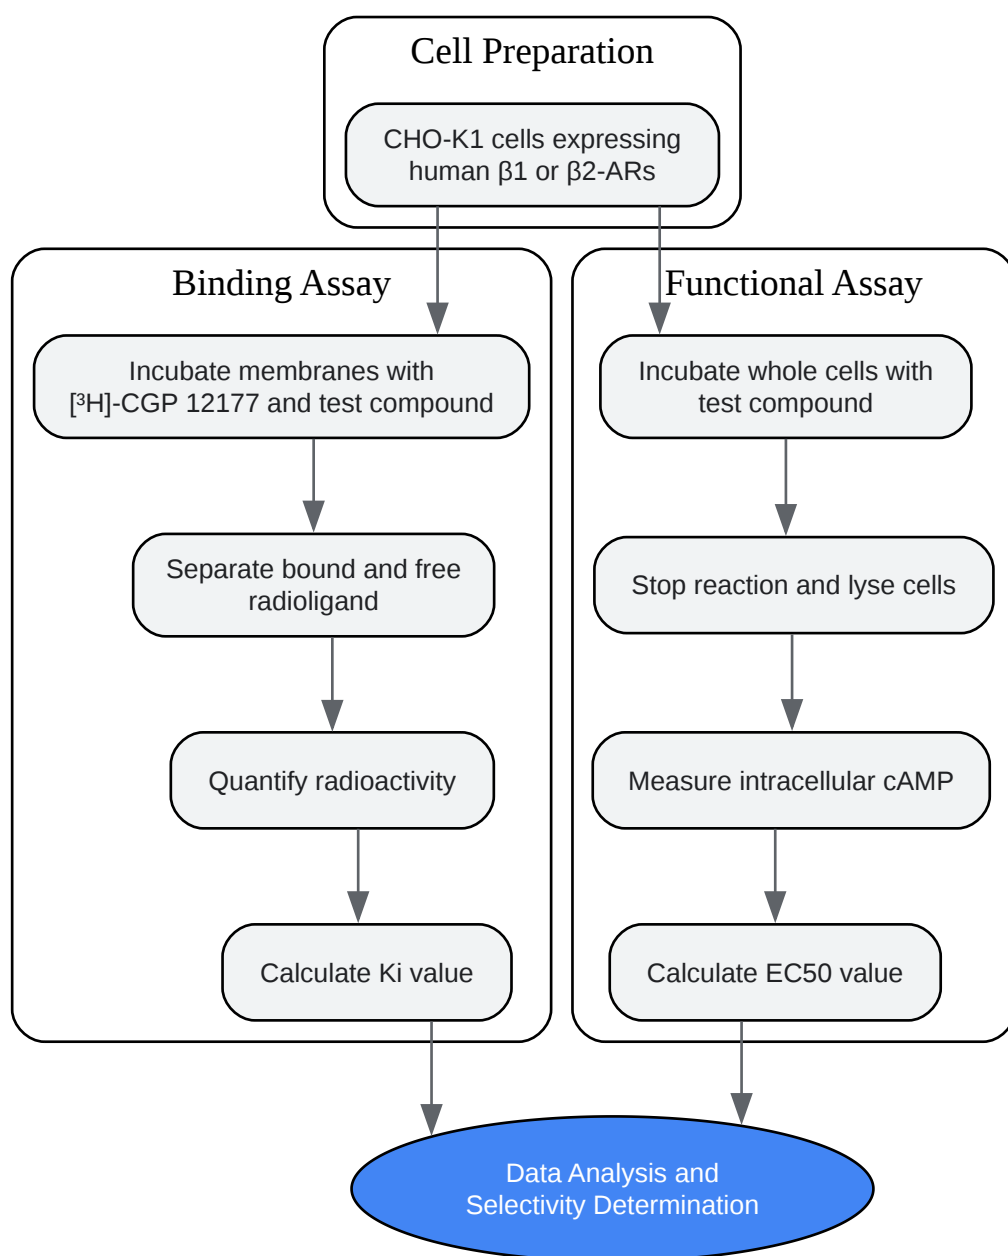 Cell Preparation
CHO-K1 cells expressing
human β1 or β2-ARs
Binding Assay
Incubate membranes with
[³H]-CGP 12177 and test compound
Separate bound and free
radioligand
Quantify radioactivity
Calculate Ki value
Functional Assay
Incubate whole cells with
test compound
Stop reaction and lyse cells
Measure intracellular cAMP
Calculate EC50 value
Data Analysis and
Selectivity Determination